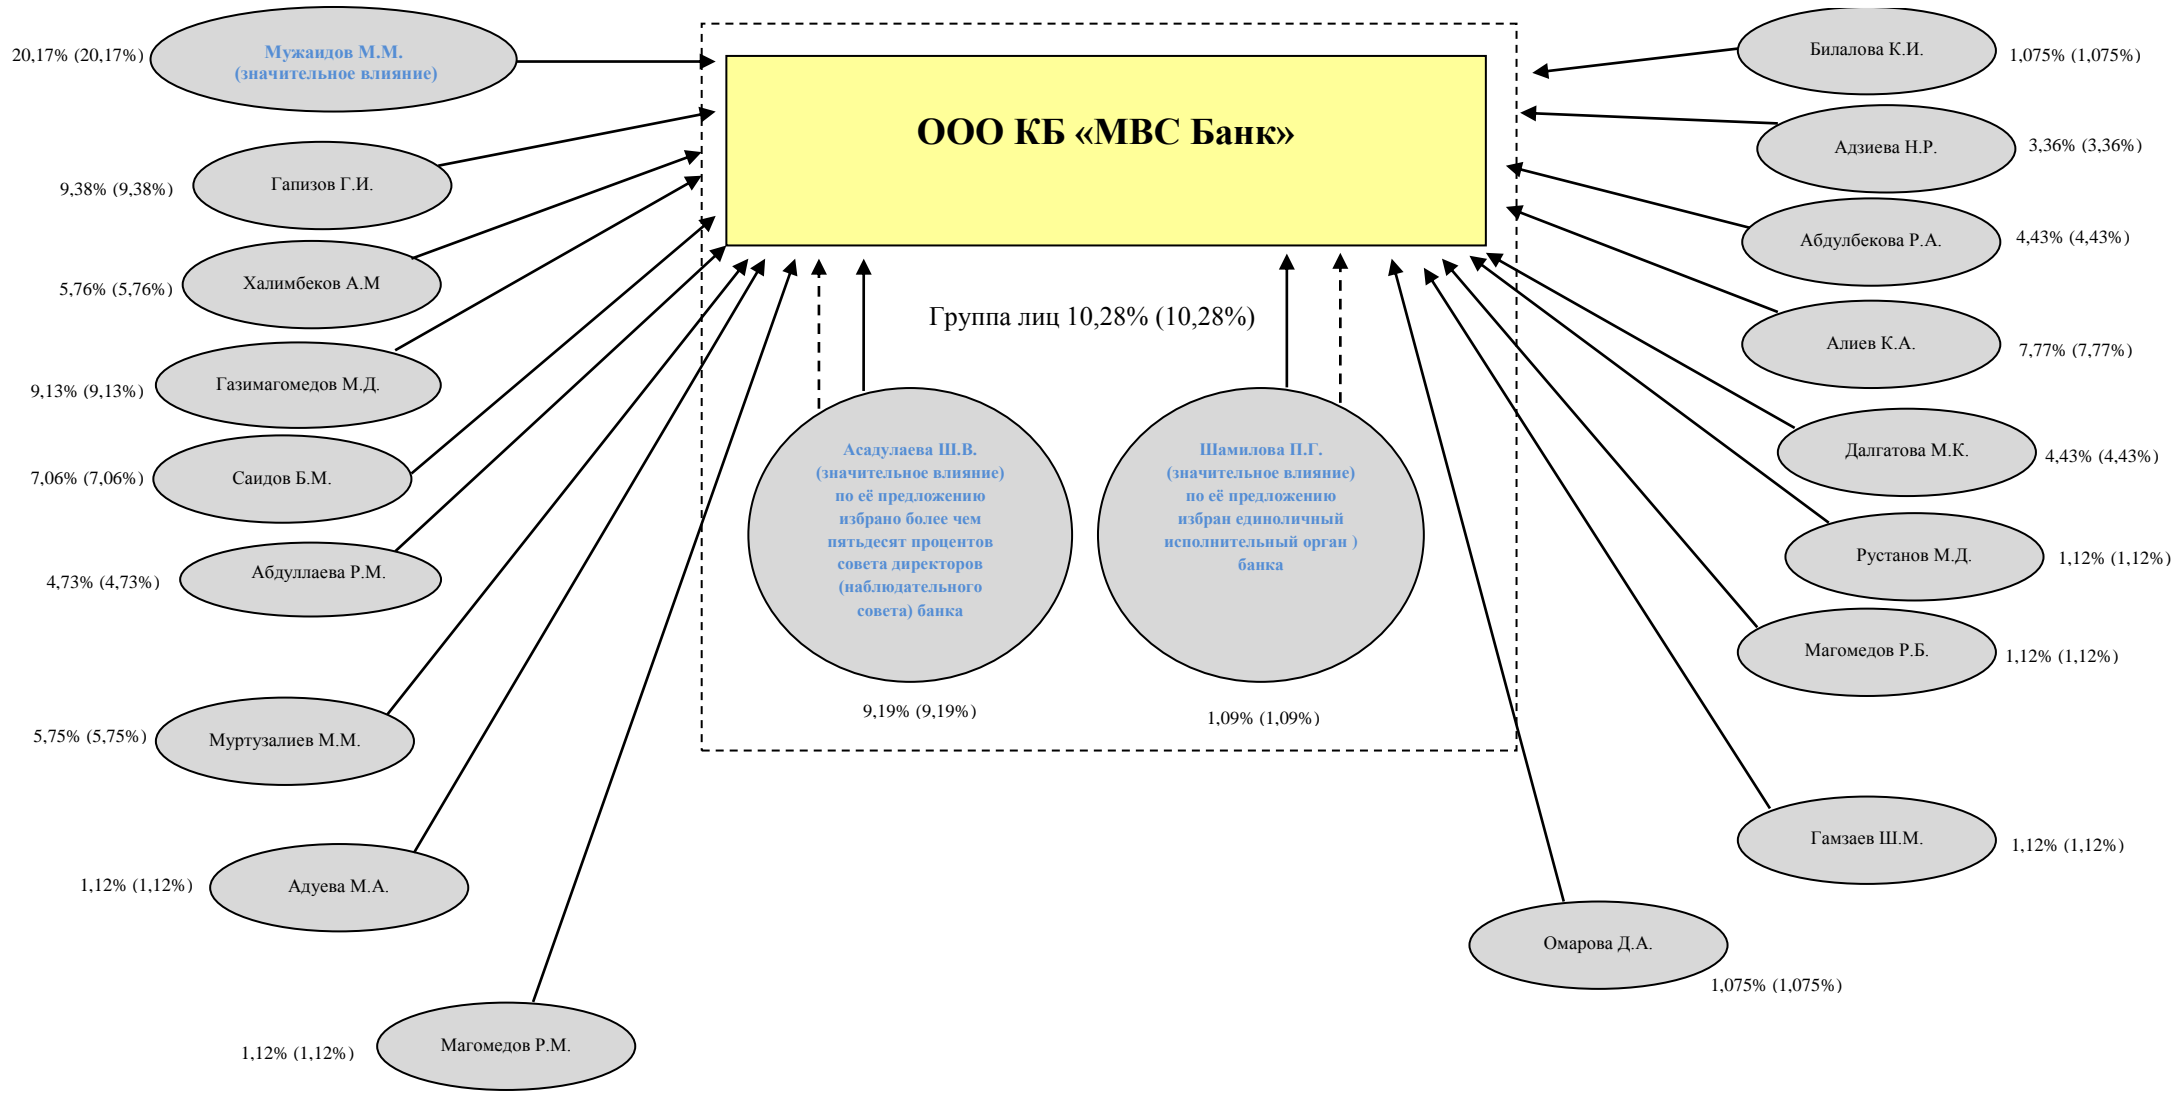 20,17% (20,17%)
Мужаидов М.М.
(значительное влияние)
9,38% (9,38%)
Гапизов Г.И.
5,76% (5,76%)
Халимбеков А.М
9,13% (9,13%)
Газимагомедов М.Д.
7,06% (7,06%)
Саидов Б.М.
4,73% (4,73%)
Абдуллаева Р.М.
5,75% (5,75%)
Муртузалиев М.М.
1,12% (1,12%)
Адуева М.А.
1,12% (1,12%)
Магомедов Р.М.
ООО КБ «МВС Банк»
Группа лиц 10,28% (10,28%)
Асадулаева Ш.В.
(значительное влияние)
по её предложению
избрано более чем
пятьдесят процентов
совета директоров
(наблюдательного
совета) банка
9,19% (9,19%)
Шамилова П.Г.
(значительное влияние)
по её предложению
избран единоличный
исполнительный орган )
банка
1,09% (1,09%)
Билалова К.И.
1,075% (1,075%)
Адзиева Н.Р.
3,36% (3,36%)
Абдулбекова Р.А.
4,43% (4,43%)
Алиев К.А.
7,77% (7,77%)
Далгатова М.К.
4,43% (4,43%)
Рустанов М.Д.
1,12% (1,12%)
Магомедов Р.Б.
1,12% (1,12%)
Гамзаев Ш.М.
1,12% (1,12%)
Омарова Д.А.
1,075% (1,075%)